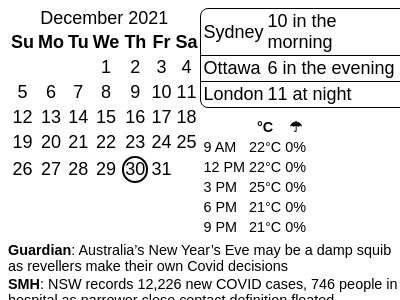 December 2021
Su Mo Tu We Th Fr Sa
1 2 3 4
5 6 7 8 9 10 11
12 13 14 15 16 17 18
19 20 21 22 23 24 25
26 27 28 29 30 31
Sydney 10 in the
morning
Ottawa 6 in the evening
London 11 at night
°C ☂
9 AM 22°C 0%
12 PM 22°C 0%
3 PM 25°C 0%
6 PM 21°C 0%
9 PM 21°C 0%
Guardian: Australia’s New Year’s Eve may be a damp squib
as revellers make their own Covid decisions
SMH: NSW records 12,226 new COVID cases, 746 people in
hospital as narrower close contact definition floated